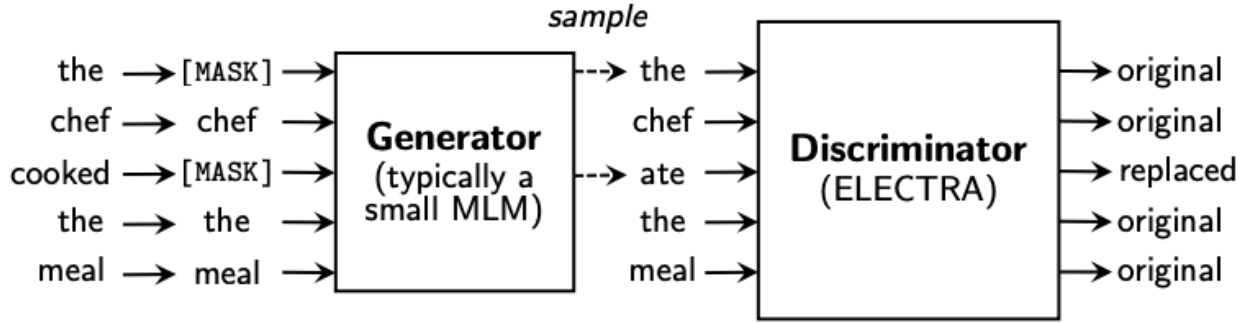 sample
the [MASK] the original
chef chef chef original
cooked [MASK] ate replaced
the the the original
meal meal meal original
Generator
(typically a
small MLM)
Discriminator
(ELECTRA)